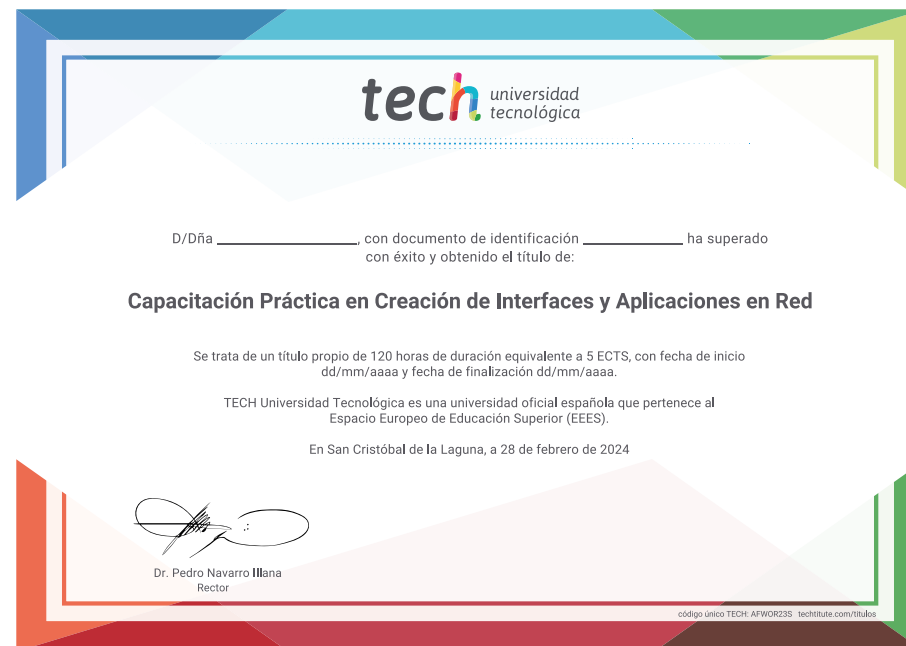 tech universidad
tecnológica
D/Dña ________________, con documento de identificación ____________ ha superado
con éxito y obtenido el título de:
Capacitación Práctica en Creación de Interfaces y Aplicaciones en Red
Se trata de un título propio de 120 horas de duración equivalente a 5 ECTS, con fecha de inicio
dd/mm/aaaa y fecha de finalización dd/mm/aaaa.
TECH Universidad Tecnológica es una universidad oficial española que pertenece al
Espacio Europeo de Educación Superior (EEES).
En San Cristóbal de la Laguna, a 28 de febrero de 2024
Dr. Pedro Navarro Illana
Rector
código único TECH: AFWOR23S techtitute.com/titulos